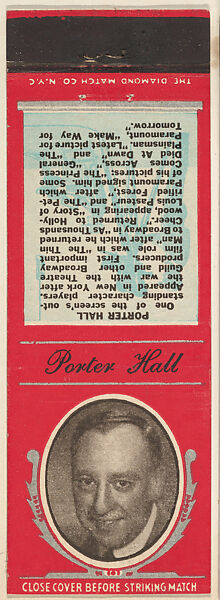 THE DIAMOND MATCH CO. N.Y.C.
PORTER HALL
One of the screen's out-
standing character players.
Appeared in New York after
the war with the Theatre
Guild and other Broadway
producers. First important
film role was in "The Thin
Man" after which he returned
to Broadway in "As Thousands
Cheer." Returned to Holly-
wood, appearing in "Story of
Louis Pasteur" and "The Pet-
rified Forest," after which
Paramount signed him. Some
of his pictures: "The Princess
Comes Across," "General
Died At Dawn" and "The
Plainsman." Latest picture for
Paramount, "Make Way for
Tomorrow."
Porter Hall
CLOSE COVER BEFORE STRIKING MATCH